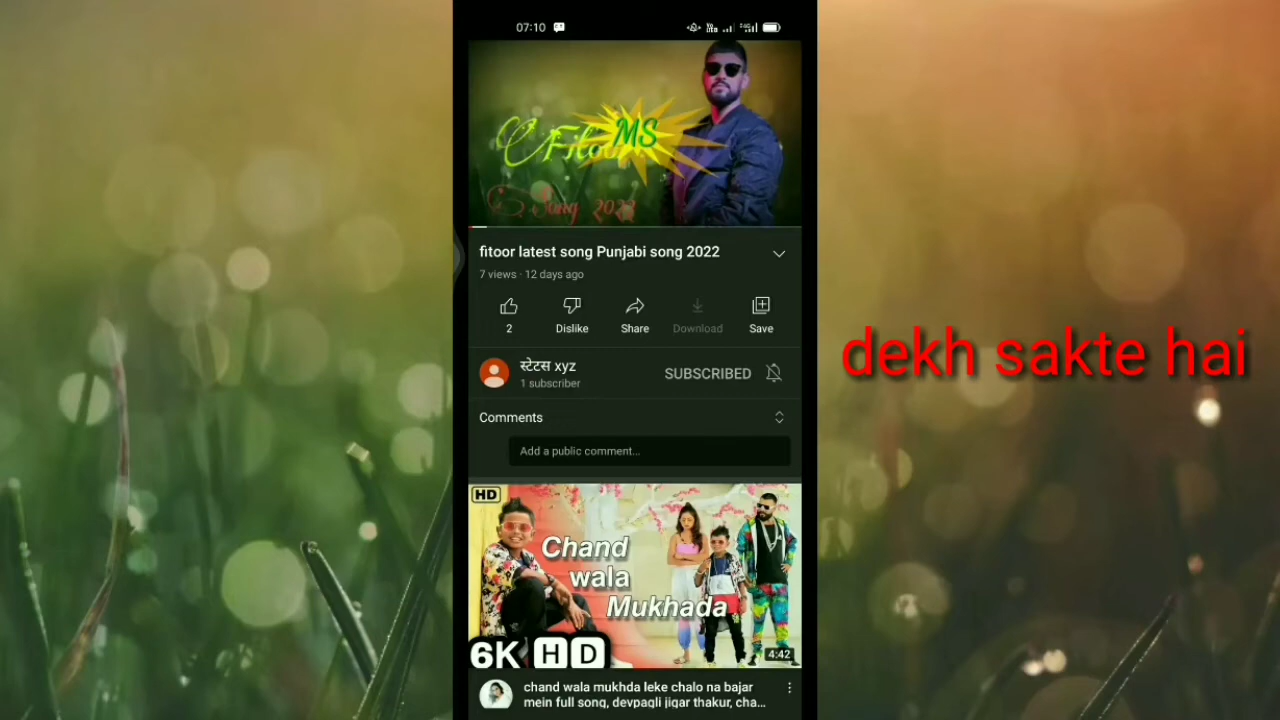 07:10
Fitoor
MS
Song 2022
fitoor latest song Punjabi song 2022
7 views · 12 days ago
2
Dislike
Share
Download
Save
स्टेटस xyz
1 subscriber
SUBSCRIBED
Comments
Add a public comment...
HD
Chand
wala
Mukhada
6K HD
4:42
chand wala mukhda leke chalo na bajar
mein full song, devpagli jigar thakur, cha...
dekh sakte hai